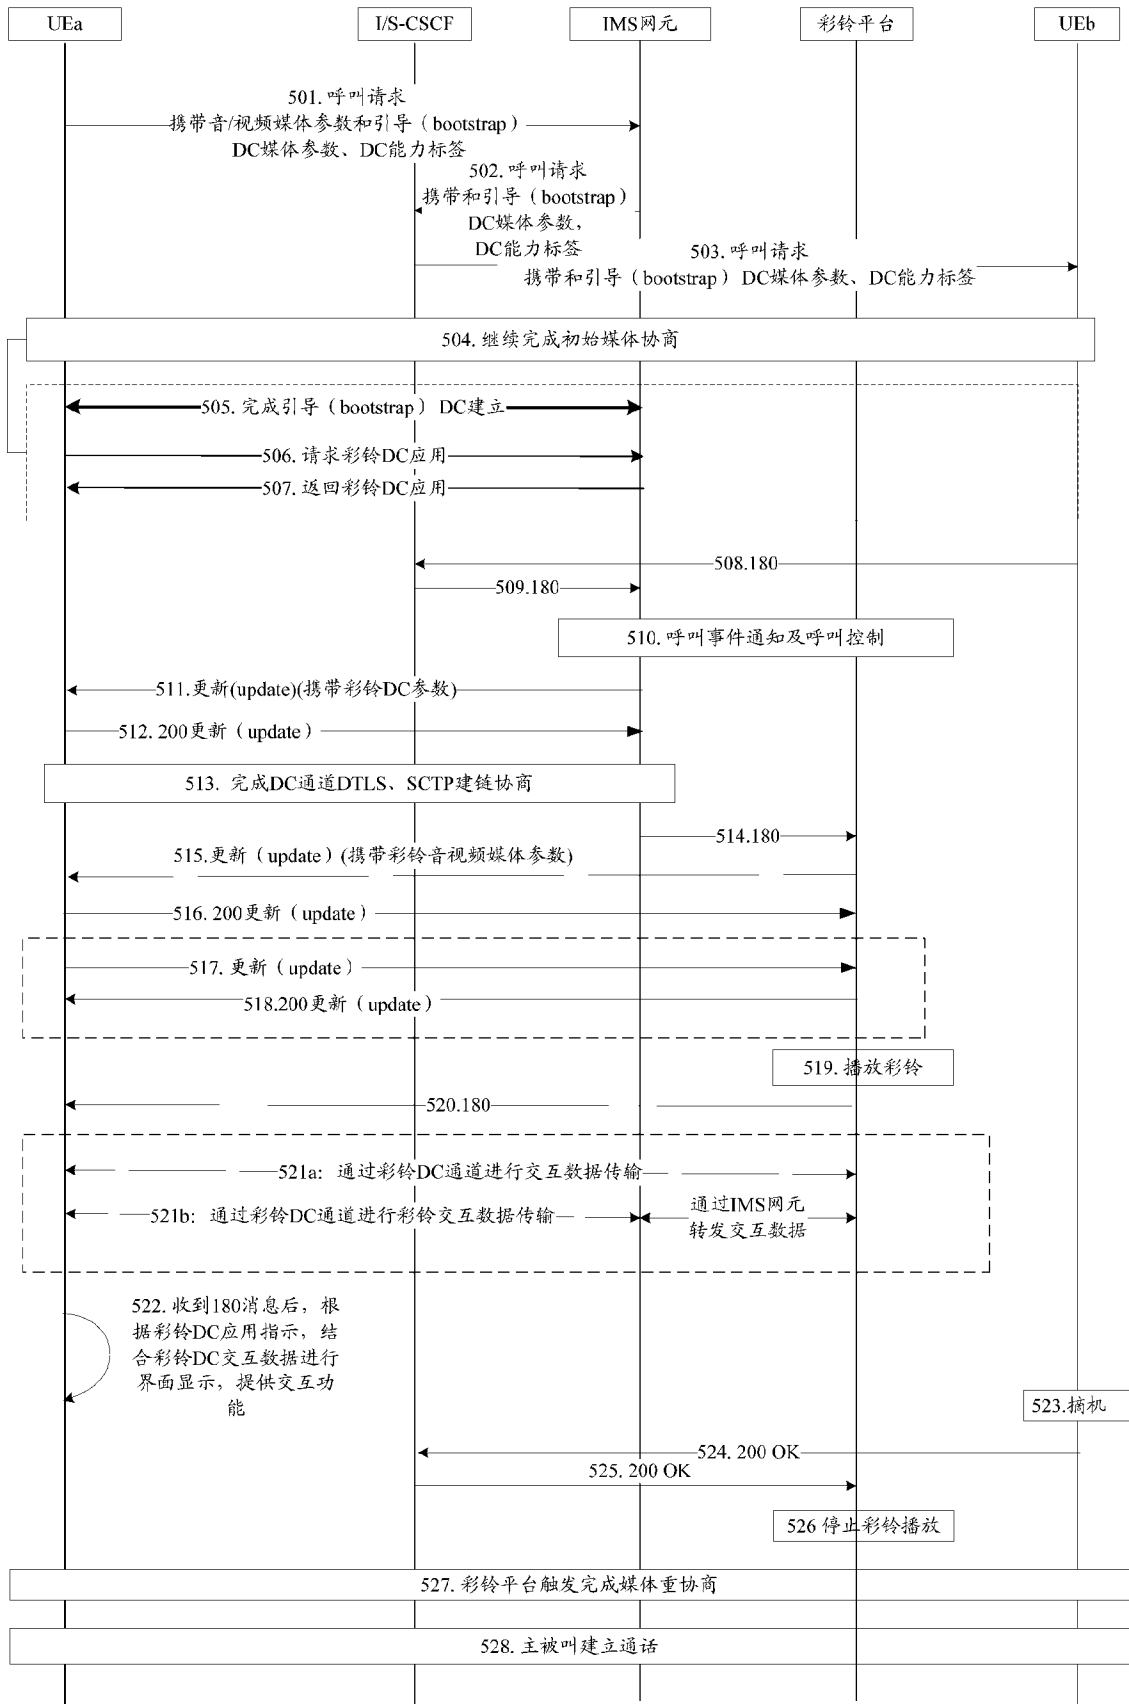 UEa
I/S-CSCF
IMS网元
彩铃平台
UEb
501. 呼叫请求
携带音/视频媒体参数和引导（bootstrap）
DC媒体参数、DC能力标签
502. 呼叫请求
携带和引导（bootstrap）
DC媒体参数，
DC能力标签
503. 呼叫请求
携带和引导（bootstrap） DC媒体参数、DC能力标签
504. 继续完成初始媒体协商
505. 完成引导（bootstrap） DC建立
506. 请求彩铃DC应用
507. 返回彩铃DC应用
508.180
509.180
510. 呼叫事件通知及呼叫控制
511.更新(update)(携带彩铃DC参数)
512. 200更新（update）
513. 完成DC通道DTLS、SCTP建链协商
514.180
515.更新（update）(携带彩铃音视频媒体参数)
516. 200更新（update）
517. 更新（update）
518.200更新（update）
519. 播放彩铃
520.180
521a: 通过彩铃DC通道进行交互数据传输
521b: 通过彩铃DC通道进行彩铃交互数据传输
通过IMS网元
转发交互数据
522. 收到180消息后，根
据彩铃DC应用指示，结
合彩铃DC交互数据进行
界面显示，提供交互功
能
523.摘机
524. 200 OK
525. 200 OK
526 停止彩铃播放
527. 彩铃平台触发完成媒体重协商
528. 主被叫建立通话